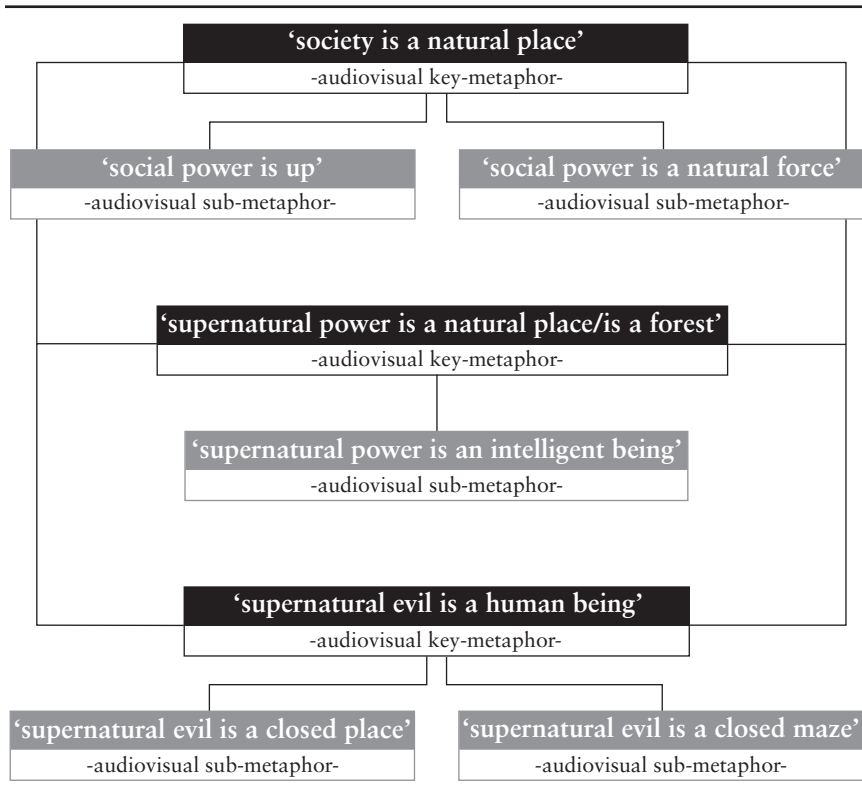 ‘society is a natural place’
-audiovisual key-metaphor-
‘social power is up’
-audiovisual sub-metaphor-
‘social power is a natural force’
-audiovisual sub-metaphor-
‘supernatural power is a natural place/is a forest’
-audiovisual key-metaphor-
‘supernatural power is an intelligent being’
-audiovisual sub-metaphor-
‘supernatural evil is a human being’
-audiovisual key-metaphor-
‘supernatural evil is a closed place’
-audiovisual sub-metaphor-
‘supernatural evil is a closed maze’
-audiovisual sub-metaphor-